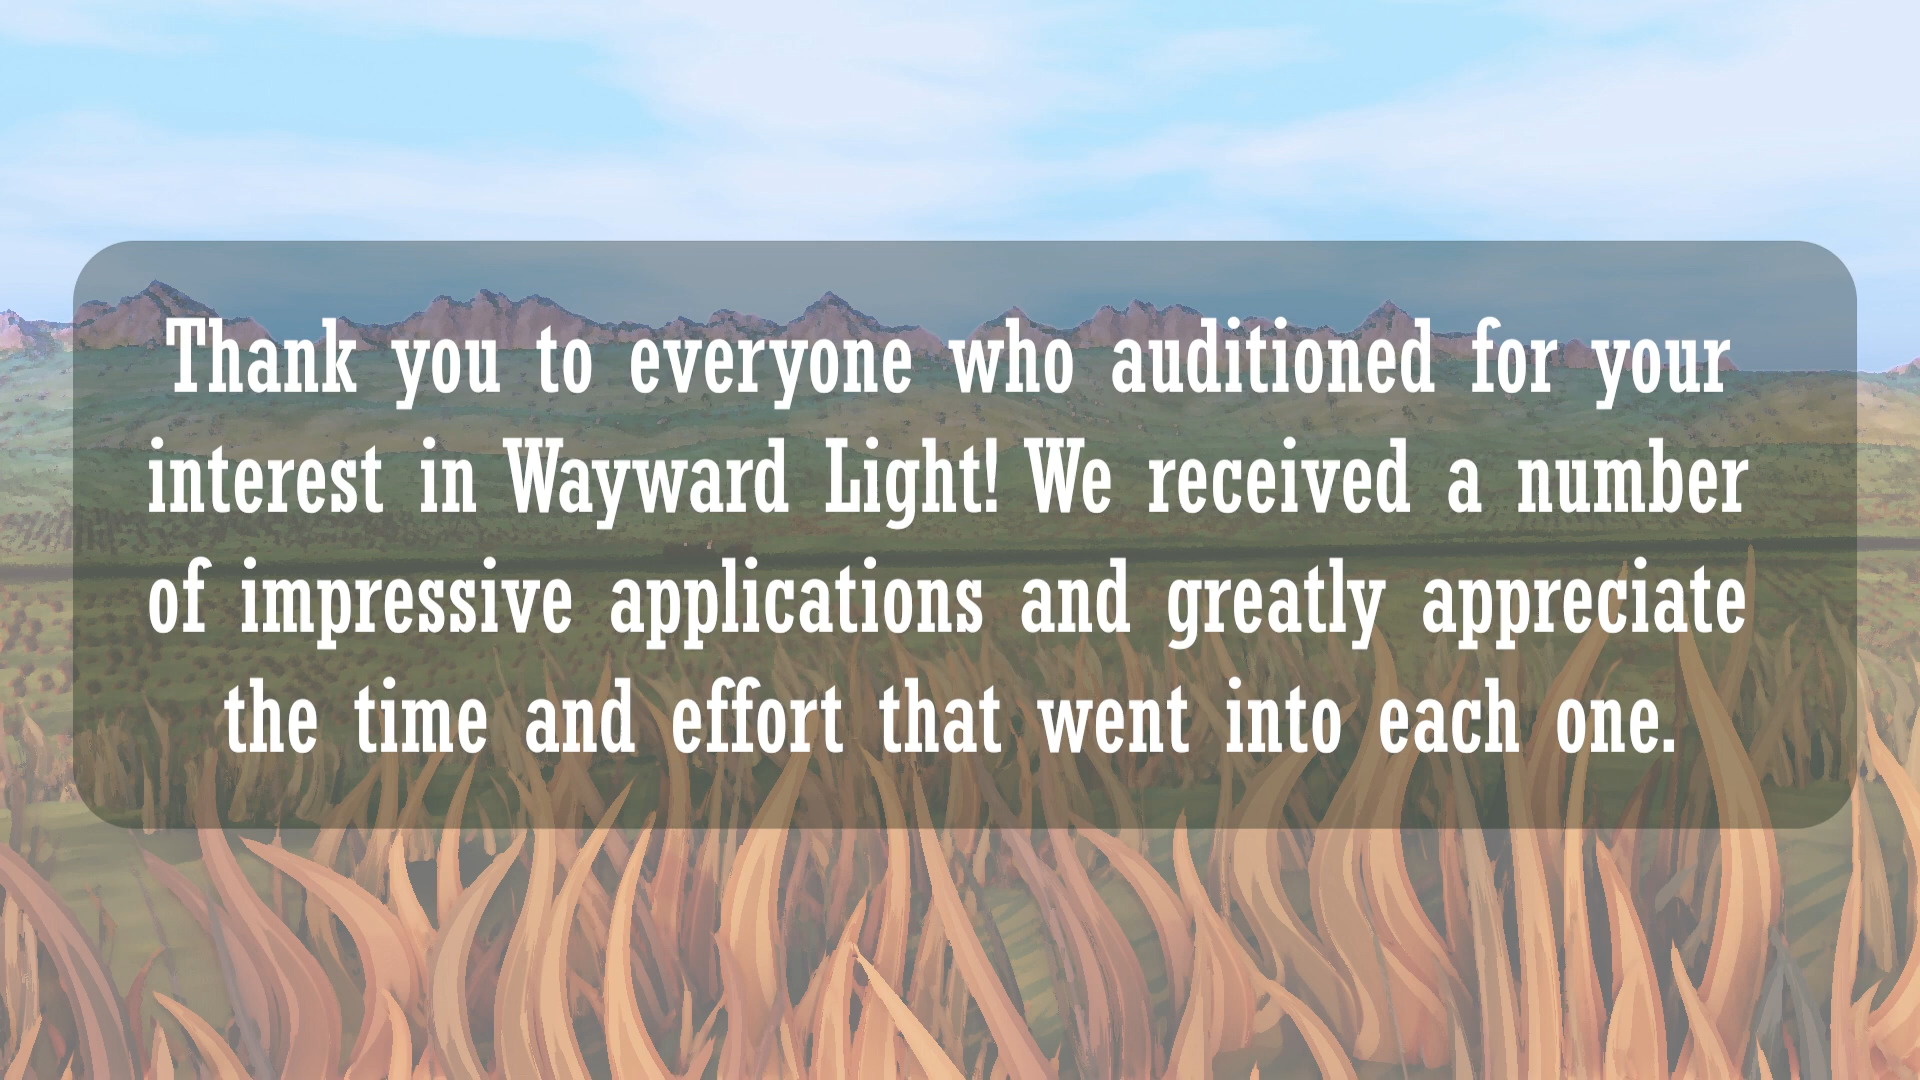 Thank you to everyone who auditioned for your
interest in Wayward Light! We received a number
of impressive applications and greatly appreciate
the time and effort that went into each one.